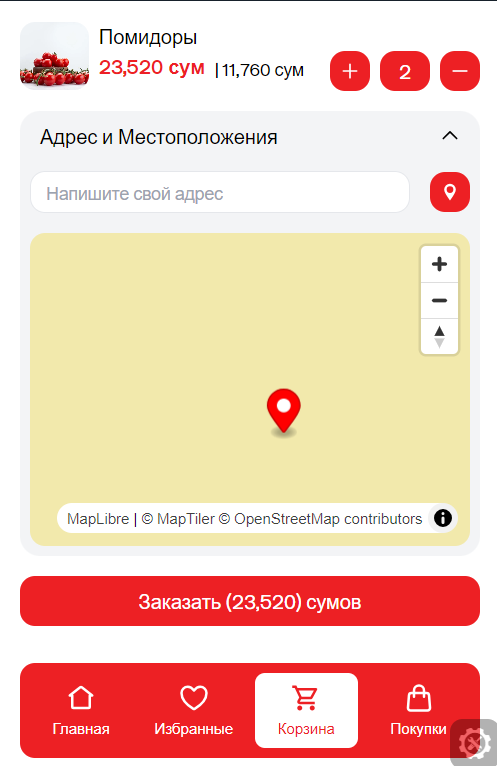 Помидоры
23,520 сум | 11,760 сум
2
Адрес и Местоположения
Напишите свой адрес
MapLibre | © MapTiler © OpenStreetMap contributors
Заказать (23,520) сумов
Главная Избранные Корзина Покупки